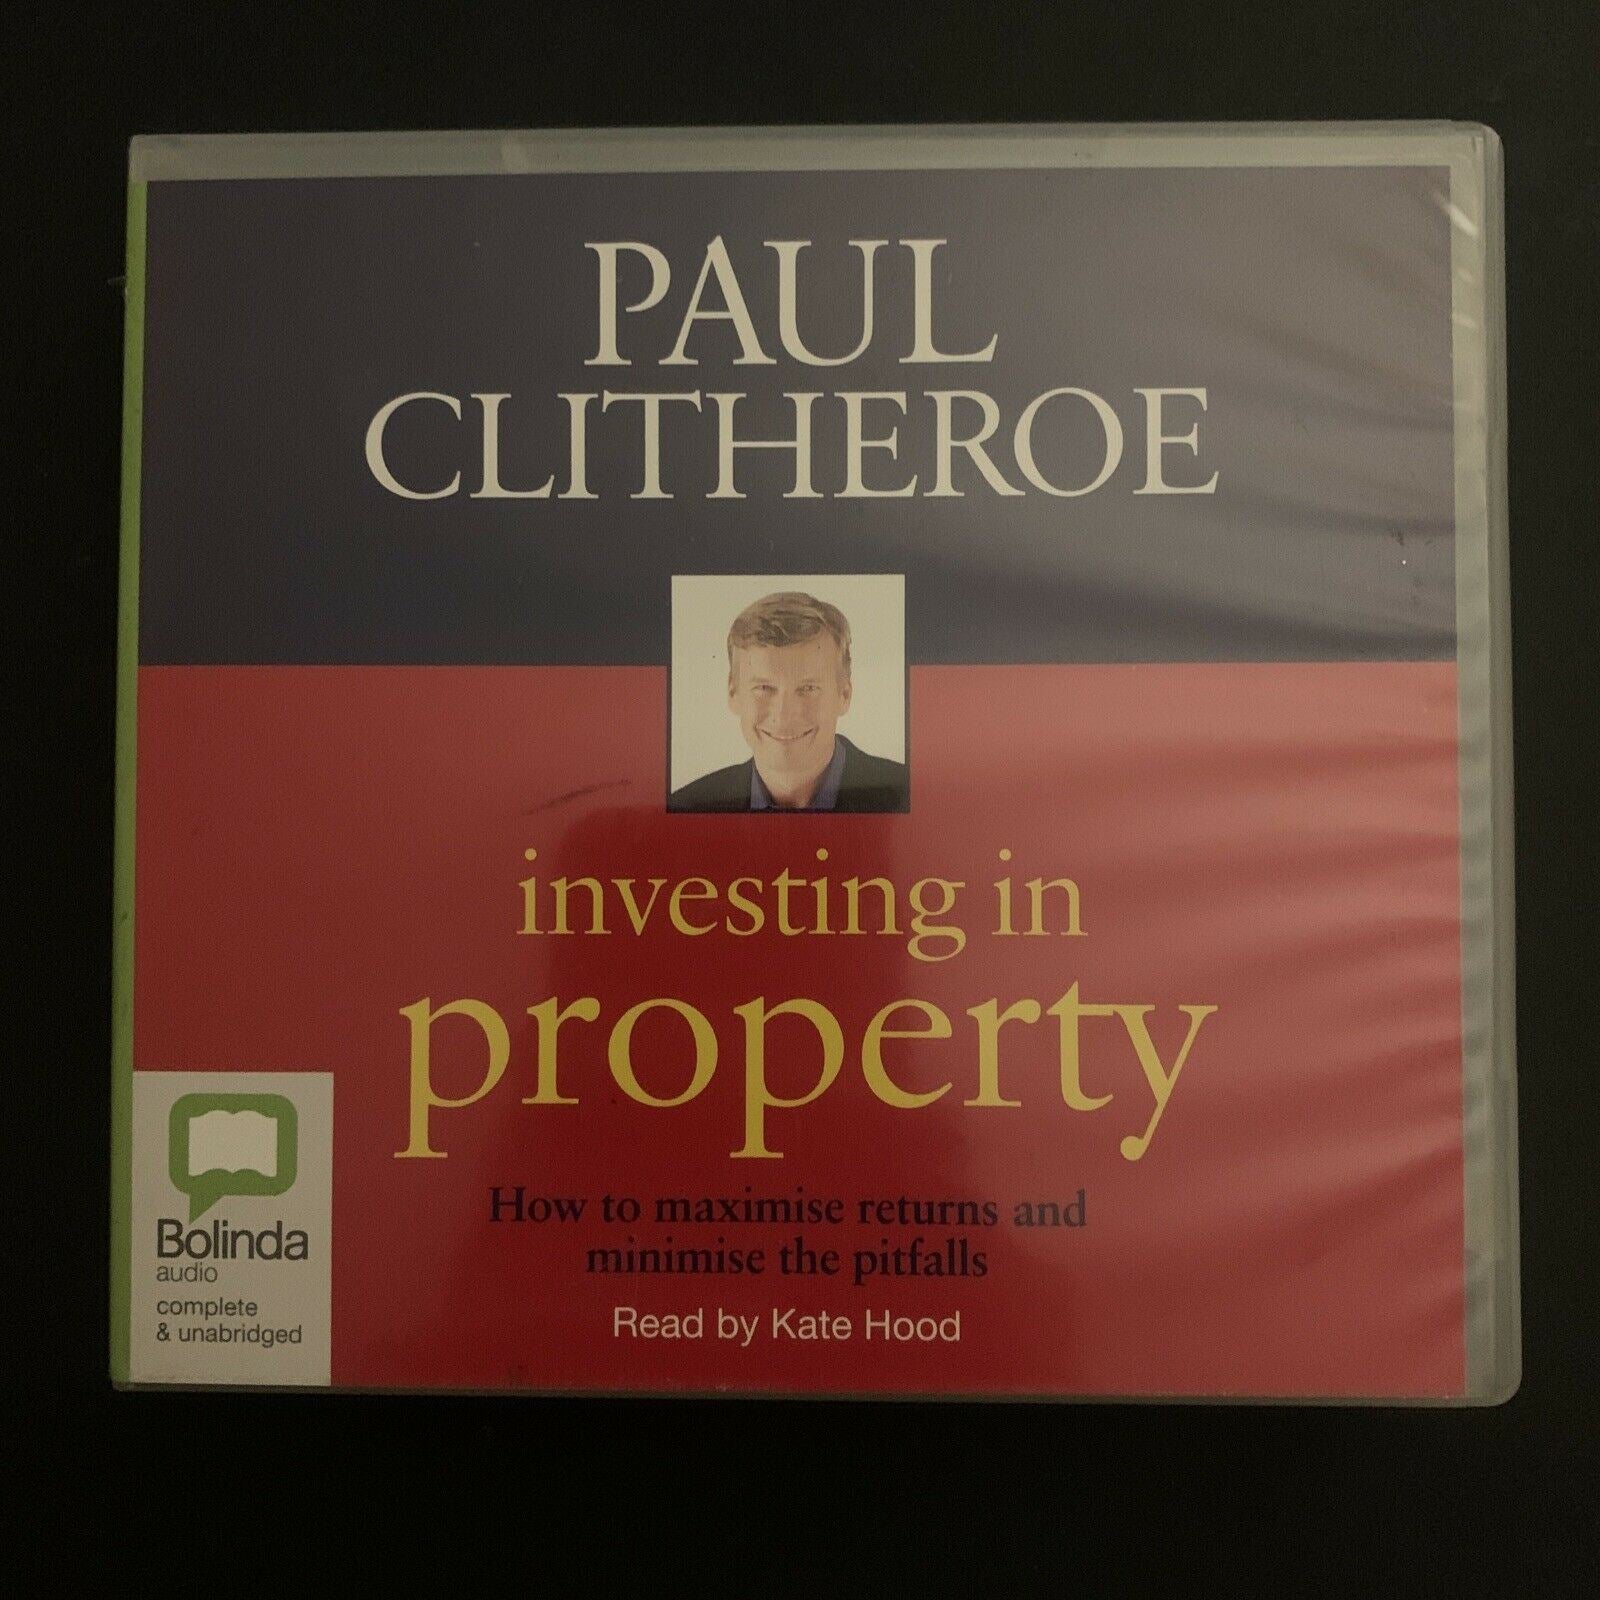 PAUL
CLITHEROE
investing in
property
How to maximise returns and
minimise the pitfalls
Read by Kate Hood
Bolinda
audio
complete
& unabridged